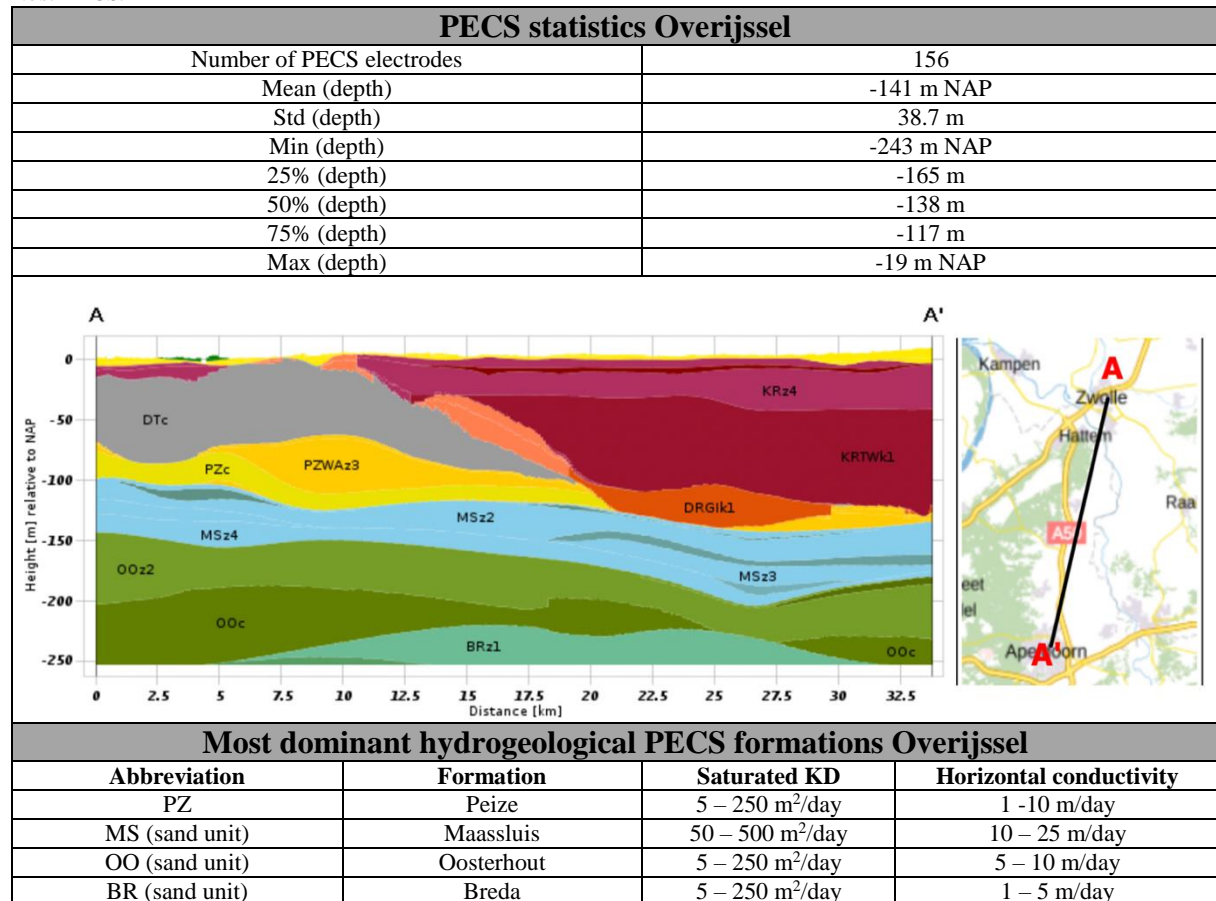 PECS statistics Overijssel
Number of PECS electrodes 156
Mean (depth) -141 m NAP
Std (depth) 38.7 m
Min (depth) -243 m NAP
25% (depth) -165 m
50% (depth) -138 m
75% (depth) -117 m
Max (depth) -19 m NAP
A A'
Height [m] relative to NAP
0
-50
-100
-150
-200
-250
DTc
PZc
PZWAz3
KRz4
KRTWk1
DRGIk1
MSz2
MSz4
MSz3
OOz2
OOc
BRz1
OOc
0 2.5 5 7.5 10 12.5 15 17.5 20 22.5 25 27.5 30 32.5
Distance [km]
Kampen
A
Zwolle
Hattem
Raa
A50
eet
el
Apeldoorn
A'
Most dominant hydrogeological PECS formations Overijssel
Abbreviation Formation Saturated KD Horizontal conductivity
PZ Peize 5 – 250 m²/day 1 -10 m/day
MS (sand unit) Maassluis 50 – 500 m²/day 10 – 25 m/day
OO (sand unit) Oosterhout 5 – 250 m²/day 5 – 10 m/day
BR (sand unit) Breda 5 – 250 m²/day 1 – 5 m/day